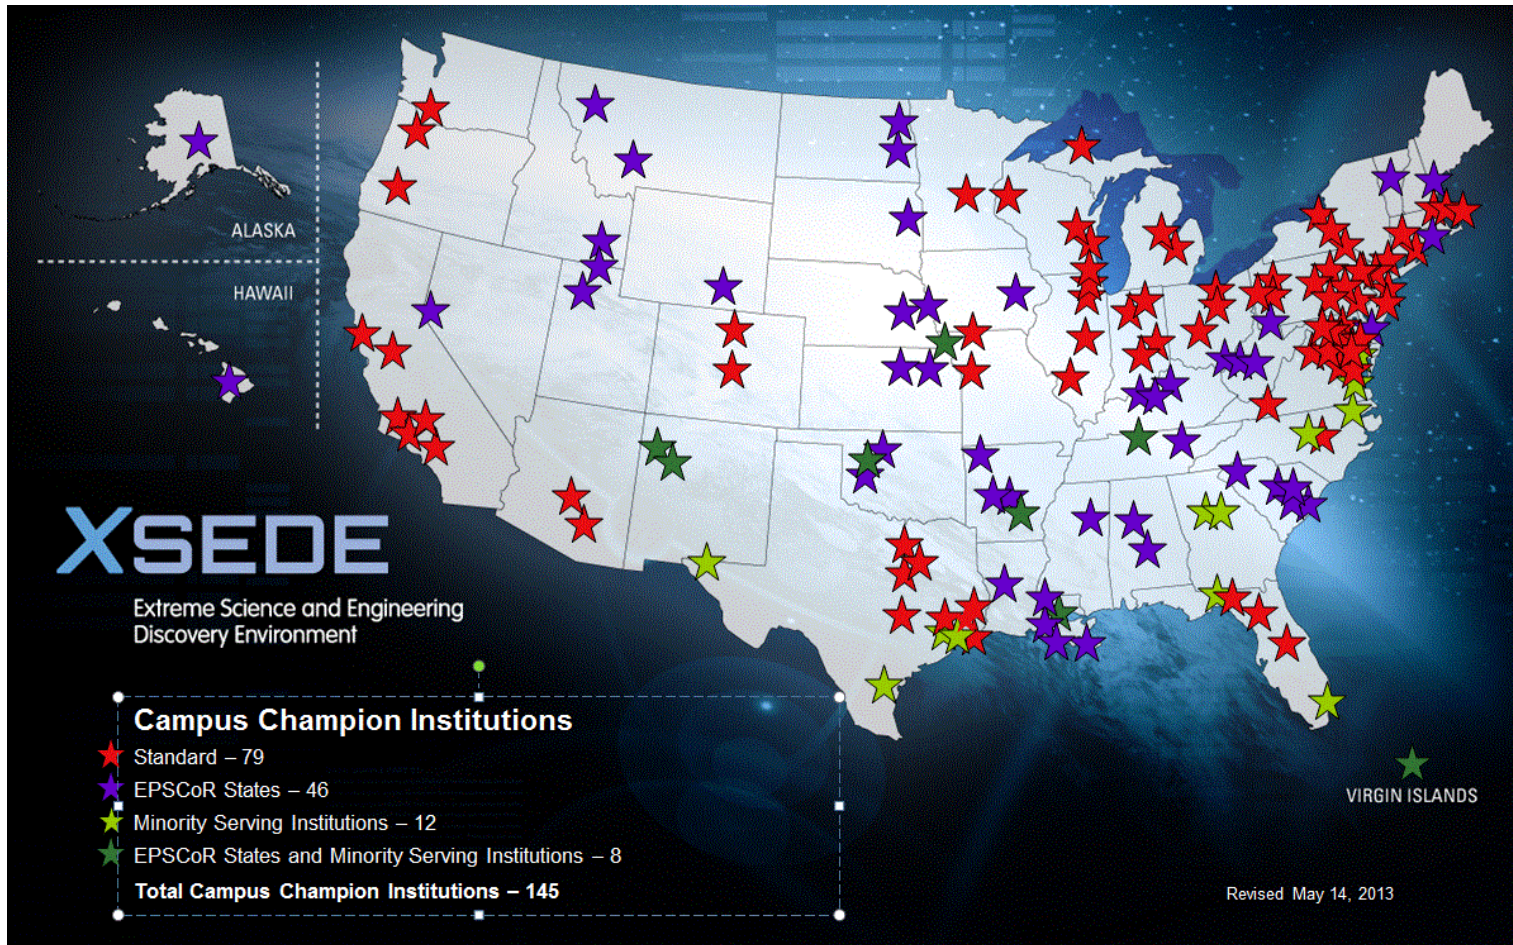 ALASKA
HAWAII
XSEDE
Extreme Science and Engineering
Discovery Environment
Campus Champion Institutions
Standard – 79
EPSCoR States – 46
Minority Serving Institutions – 12
EPSCoR States and Minority Serving Institutions – 8
Total Campus Champion Institutions – 145
VIRGIN ISLANDS
Revised May 14, 2013